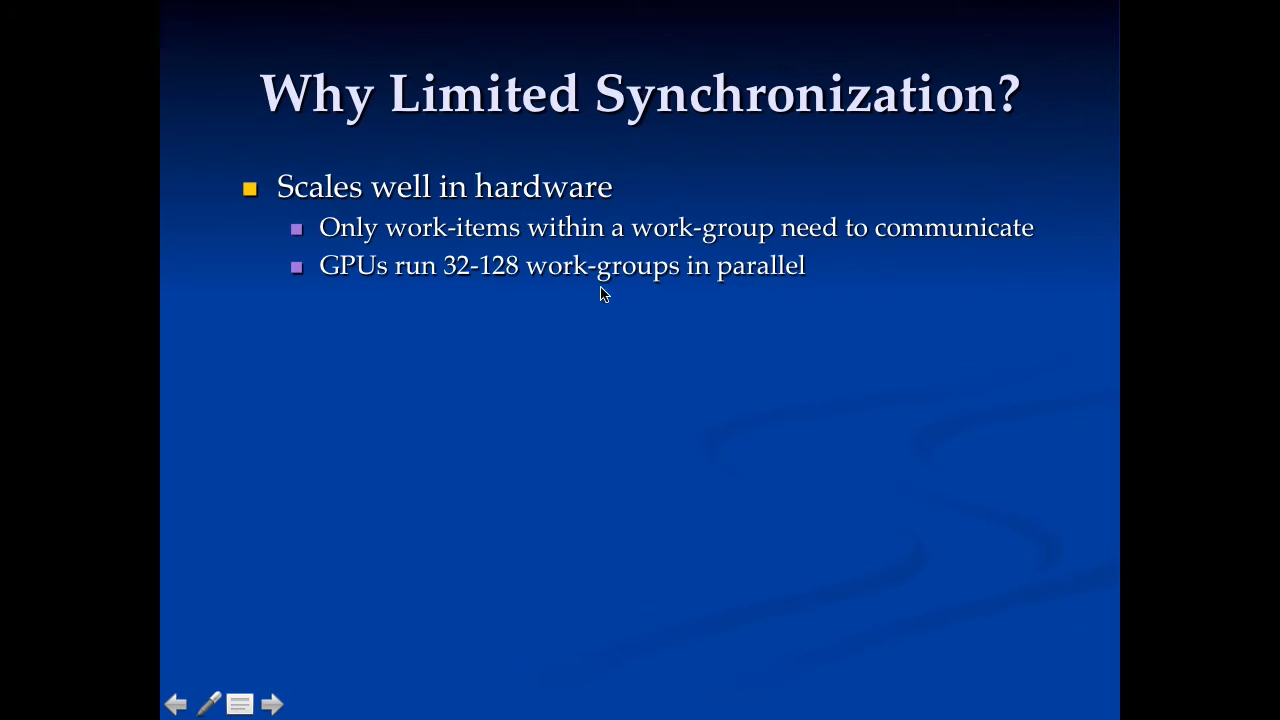 Why Limited Synchronization?
Scales well in hardware
Only work-items within a work-group need to communicate
GPUs run 32-128 work-groups in parallel